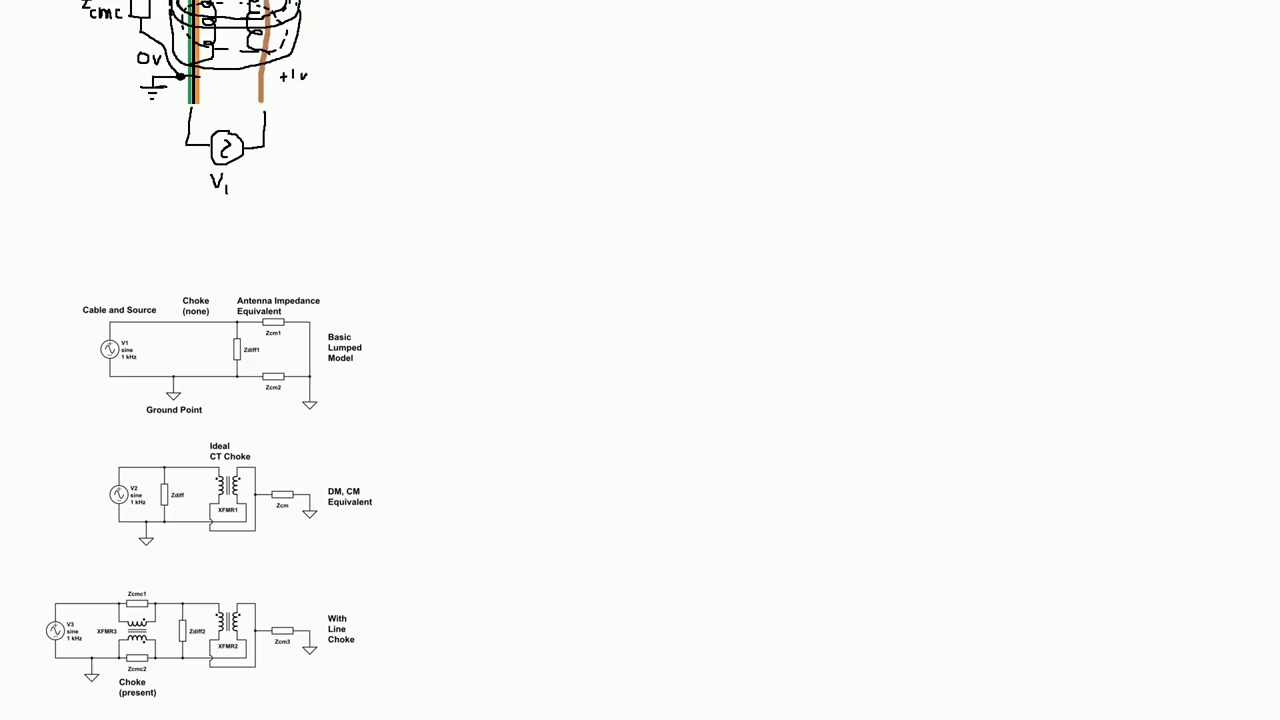 Zcmc
0v
+1v
V1
Choke
(none)
Antenna Impedance
Equivalent
Cable and Source
Zcm1
V1
sine
1 kHz
Zdiff1
Basic
Lumped
Model
Zcm2
Ground Point
Ideal
CT Choke
V2
sine
1 kHz
Zdiff
XFMR1
Zcm
DM, CM
Equivalent
Zcmc1
V3
sine
1 kHz
XFMR3
Zdiff2
XFMR2
Zcm3
With
Line
Choke
Zcmc2
Choke
(present)